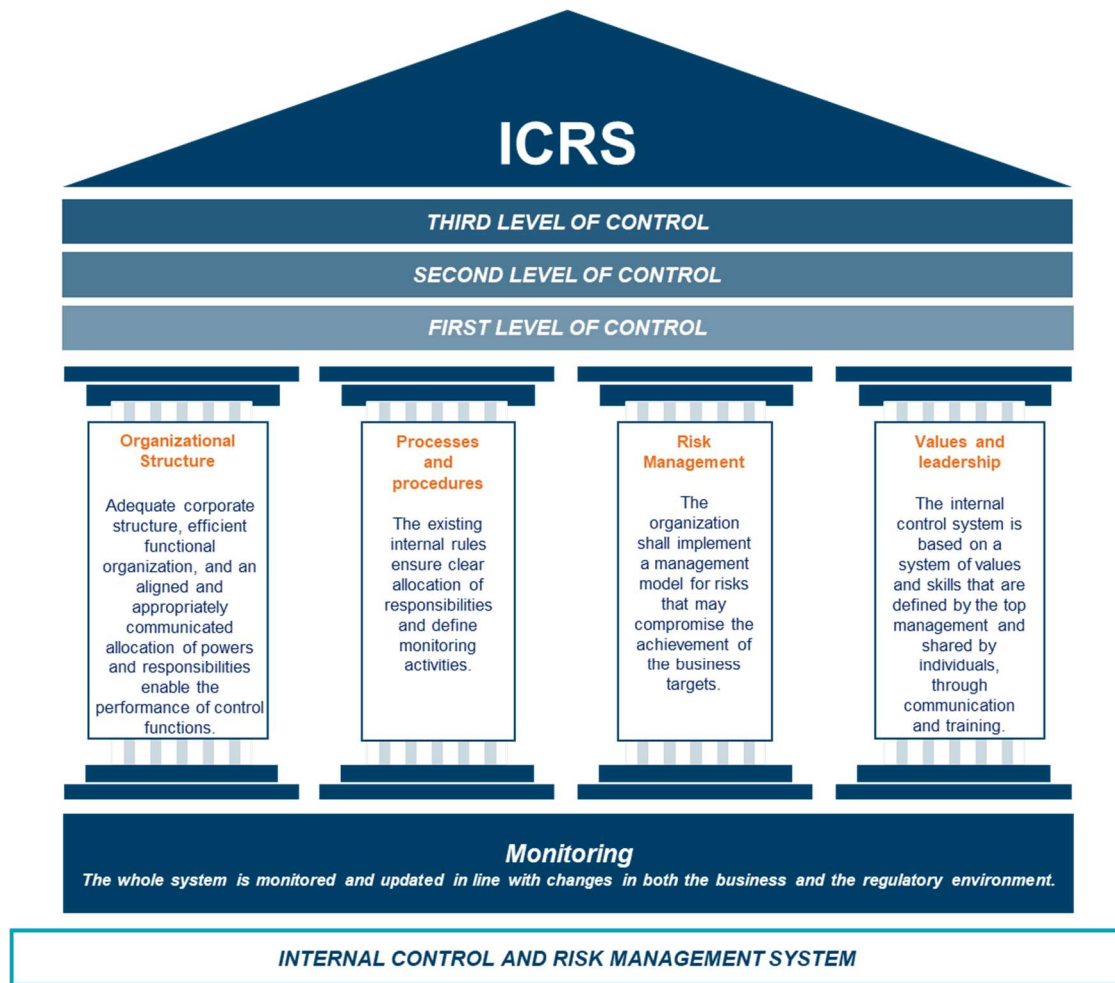 ICRS
THIRD LEVEL OF CONTROL
SECOND LEVEL OF CONTROL
FIRST LEVEL OF CONTROL
Organizational
Structure
Adequate corporate
structure, efficient
functional
organization, and an
aligned and
appropriately
communicated
allocation of powers
and responsibilities
enable the
performance of control
functions.
Processes
and
procedures
The existing
internal rules
ensure clear
allocation of
responsibilities
and define
monitoring
activities.
Risk
Management
The
organization
shall implement
a management
model for risks
that may
compromise the
achievement of
the business
targets.
Values and
leadership
The internal
control system is
based on a
system of values
and skills that are
defined by the top
management and
shared by
individuals,
through
communication
and training.
Monitoring
The whole system is monitored and updated in line with changes in both the business and the regulatory environment.
INTERNAL CONTROL AND RISK MANAGEMENT SYSTEM